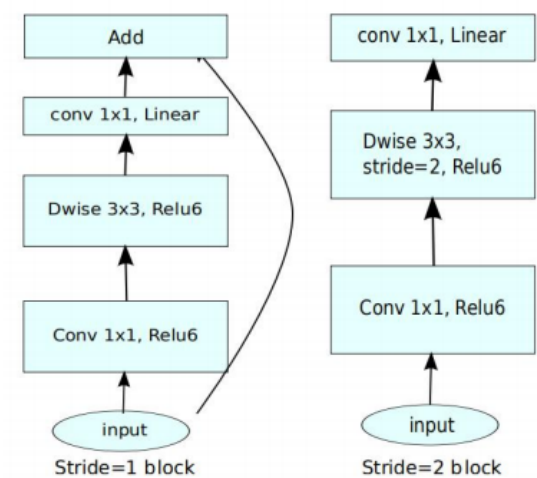 Add
conv 1x1, Linear
Dwise 3x3, Relu6
Conv 1x1, Relu6
input
Stride=1 block
conv 1x1, Linear
Dwise 3x3,
stride=2, Relu6
Conv 1x1, Relu6
input
Stride=2 block